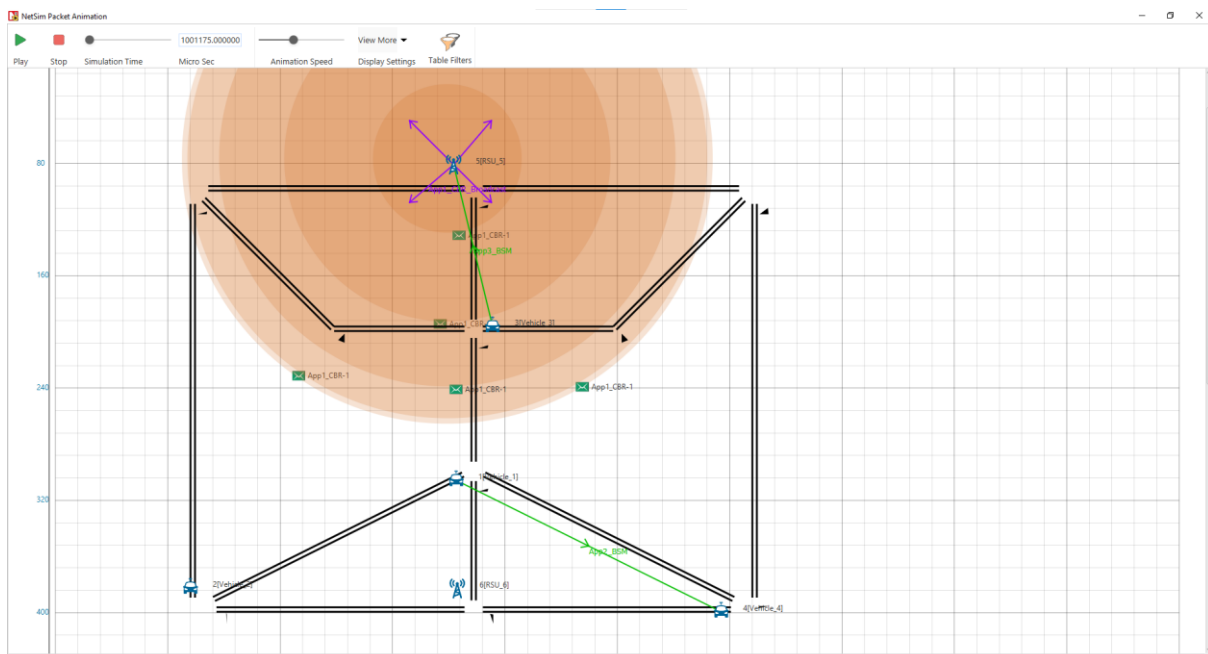 NetSim Packet Animation
1001175.000000
View More
Play
Stop
Simulation Time
Micro Sec
Animation Speed
Display Settings
Table Filters
80
5[RSU_5]
App1_CBR-1
App3_BSM
160
App1_CBR
3[Vehicle_3]
App1_CBR-1
240
App1_CBR-1
App1_CBR-1
1[Vehicle_1]
320
App2_BSM
2[Vehicle_2]
6[RSU_6]
400
4[Vehicle_4]